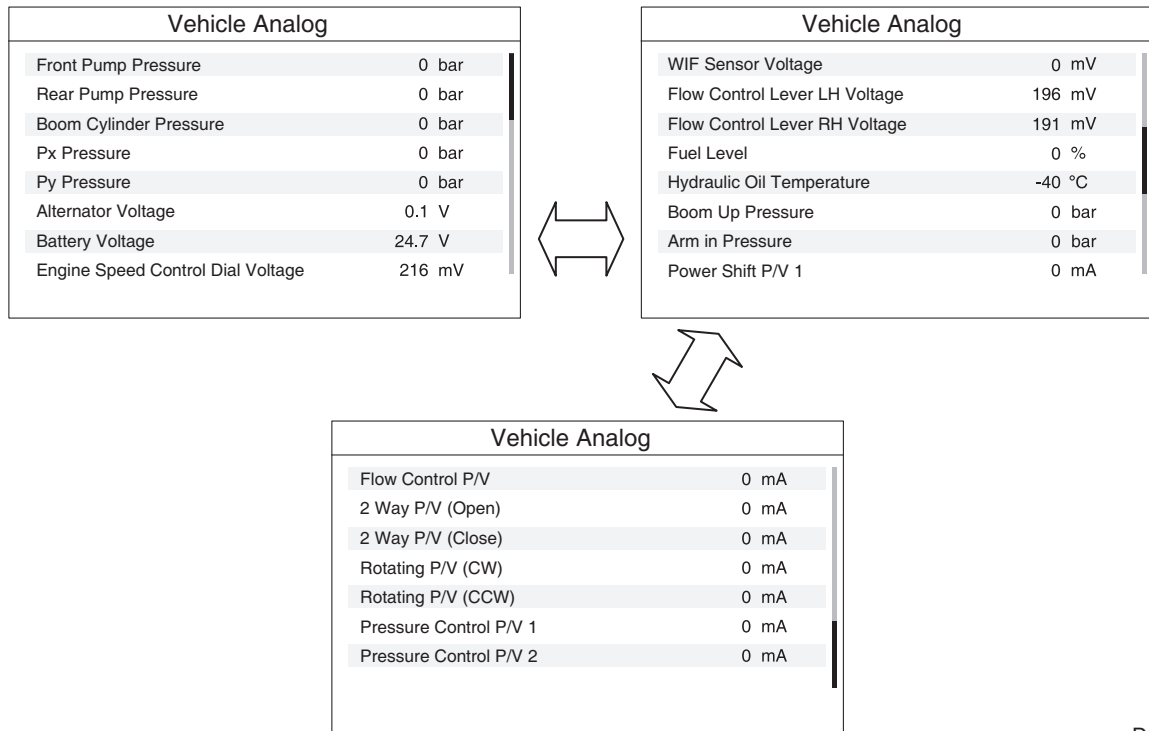 Vehicle Analog
Front Pump Pressure 0 bar
Rear Pump Pressure 0 bar
Boom Cylinder Pressure 0 bar
Px Pressure 0 bar
Py Pressure 0 bar
Alternator Voltage 0.1 V
Battery Voltage 24.7 V
Engine Speed Control Dial Voltage 216 mV
Vehicle Analog
WIF Sensor Voltage 0 mV
Flow Control Lever LH Voltage 196 mV
Flow Control Lever RH Voltage 191 mV
Fuel Level 0 %
Hydraulic Oil Temperature -40 °C
Boom Up Pressure 0 bar
Arm in Pressure 0 bar
Power Shift P/V 1 0 mA
Vehicle Analog
Flow Control P/V 0 mA
2 Way P/V (Open) 0 mA
2 Way P/V (Close) 0 mA
Rotating P/V (CW) 0 mA
Rotating P/V (CCW) 0 mA
Pressure Control P/V 1 0 mA
Pressure Control P/V 2 0 mA